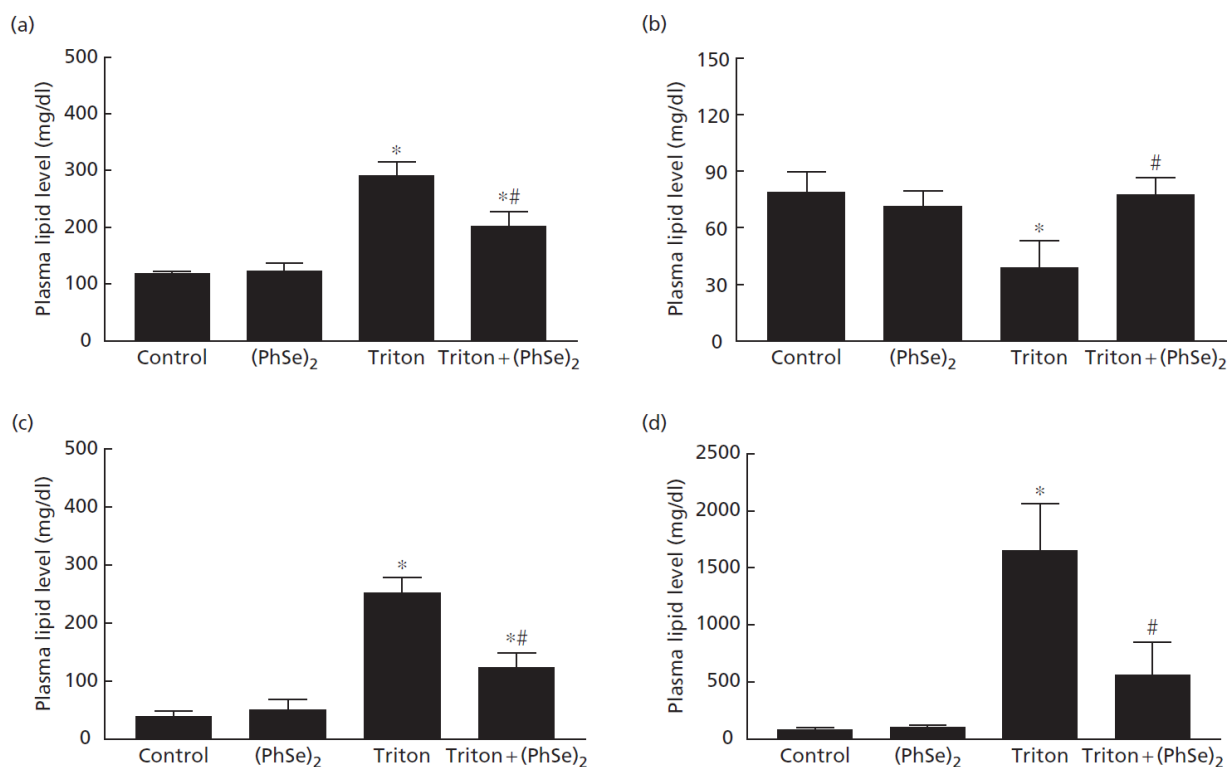 (a)
Plasma lipid level (mg/dl)
500
400
300
200
100
0
*
*#
Control (PhSe)2 Triton Triton+(PhSe)2
(b)
Plasma lipid level (mg/dl)
150
120
90
60
30
0
*
#
Control (PhSe)2 Triton Triton+(PhSe)2
(c)
Plasma lipid level (mg/dl)
500
400
300
200
100
0
*
*#
Control (PhSe)2 Triton Triton+(PhSe)2
(d)
Plasma lipid level (mg/dl)
2500
2000
1500
1000
500
0
*
#
Control (PhSe)2 Triton Triton+(PhSe)2